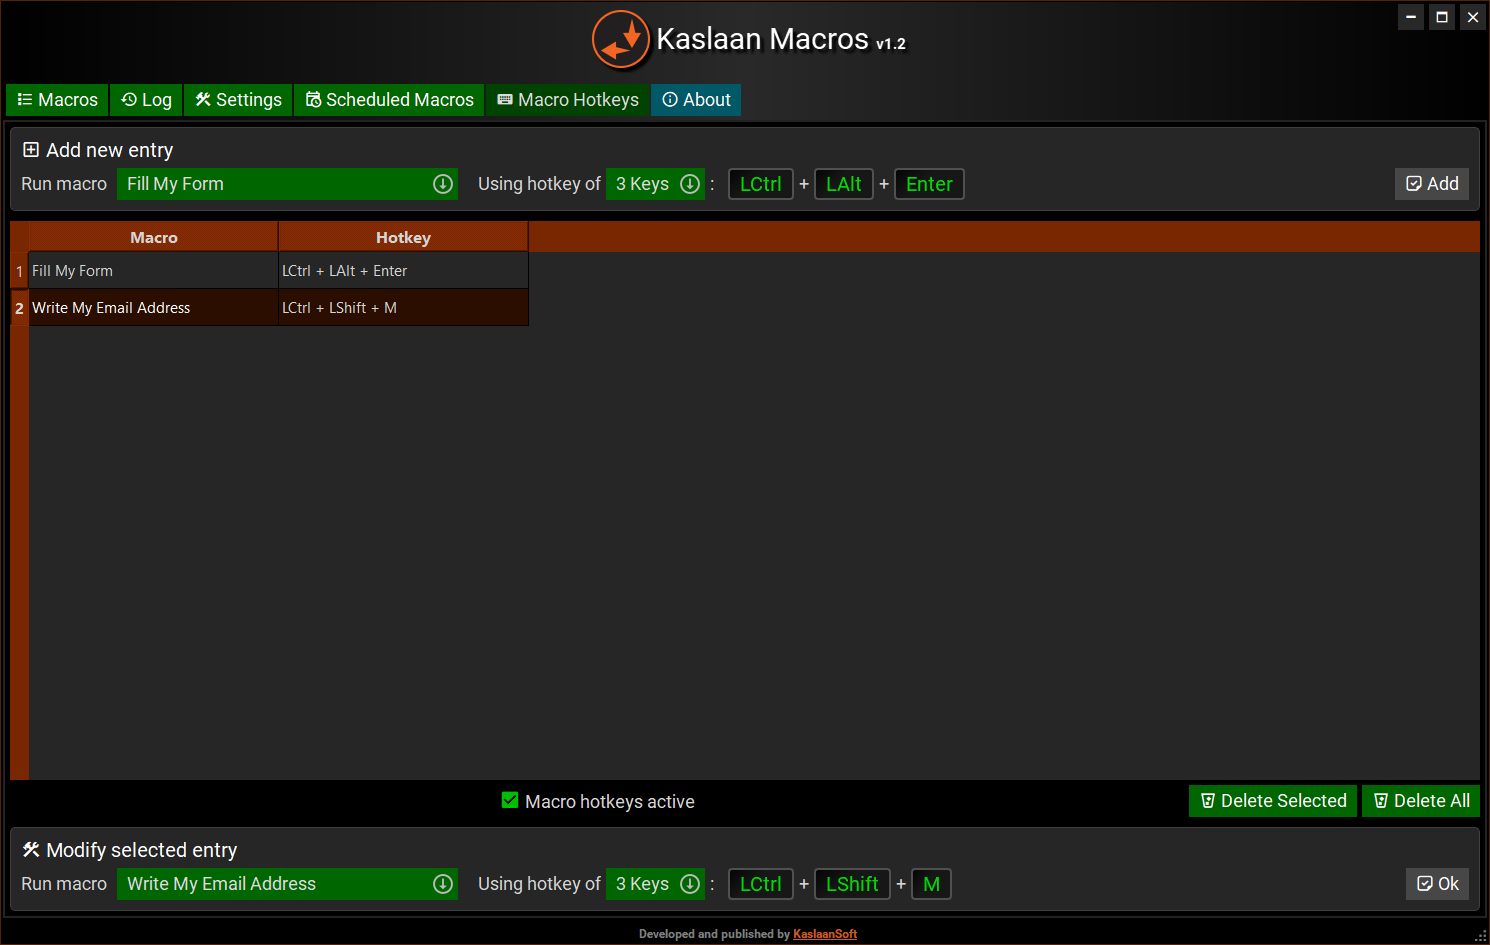 Kaslaan Macros v1.2
Macros Log Settings Scheduled Macros Macro Hotkeys About
Add new entry
Run macro Fill My Form Using hotkey of 3 Keys : LCtrl + LAlt + Enter Add
Macro Hotkey
1 Fill My Form LCtrl + LAlt + Enter
2 Write My Email Address LCtrl + LShift + M
Macro hotkeys active Delete Selected Delete All
Modify selected entry
Run macro Write My Email Address Using hotkey of 3 Keys : LCtrl + LShift + M Ok
Developed and published by KaslaanSoft